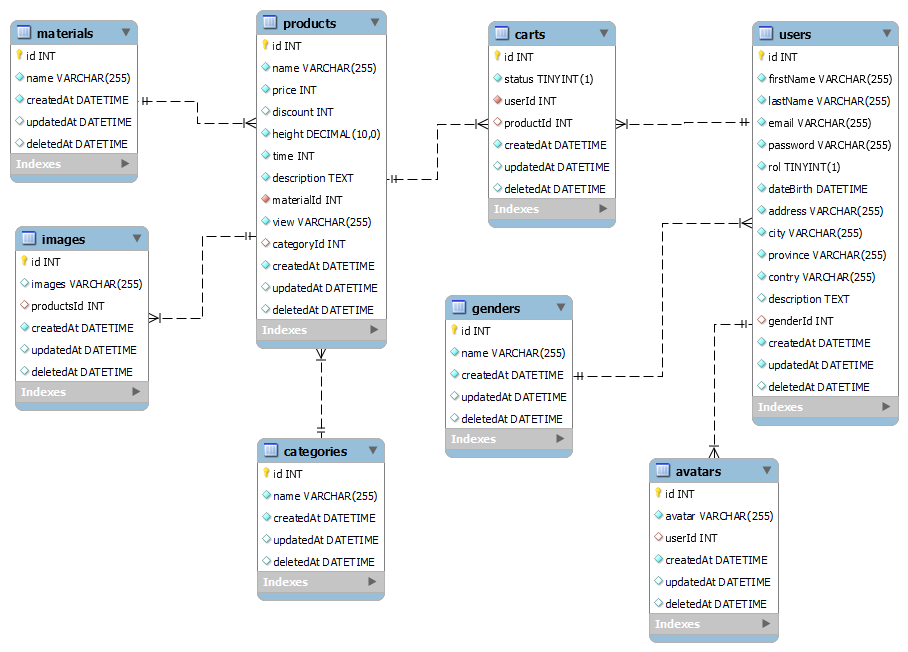 materials
id INT
name VARCHAR(255)
createdAt DATETIME
updatedAt DATETIME
deletedAt DATETIME
Indexes
products
id INT
name VARCHAR(255)
price INT
discount INT
height DECIMAL(10,0)
time INT
description TEXT
materialId INT
view VARCHAR(255)
categoryId INT
createdAt DATETIME
updatedAt DATETIME
deletedAt DATETIME
Indexes
carts
id INT
status TINYINT(1)
userId INT
productId INT
createdAt DATETIME
updatedAt DATETIME
deletedAt DATETIME
Indexes
users
id INT
firstName VARCHAR(255)
lastName VARCHAR(255)
email VARCHAR(255)
password VARCHAR(255)
rol TINYINT(1)
dateBirth DATETIME
address VARCHAR(255)
city VARCHAR(255)
province VARCHAR(255)
contry VARCHAR(255)
description TEXT
genderId INT
createdAt DATETIME
updatedAt DATETIME
deletedAt DATETIME
Indexes
images
id INT
images VARCHAR(255)
productsId INT
createdAt DATETIME
updatedAt DATETIME
deletedAt DATETIME
Indexes
genders
id INT
name VARCHAR(255)
createdAt DATETIME
updatedAt DATETIME
deletedAt DATETIME
Indexes
categories
id INT
name VARCHAR(255)
createdAt DATETIME
updatedAt DATETIME
deletedAt DATETIME
Indexes
avatars
id INT
avatar VARCHAR(255)
userId INT
createdAt DATETIME
updatedAt DATETIME
deletedAt DATETIME
Indexes